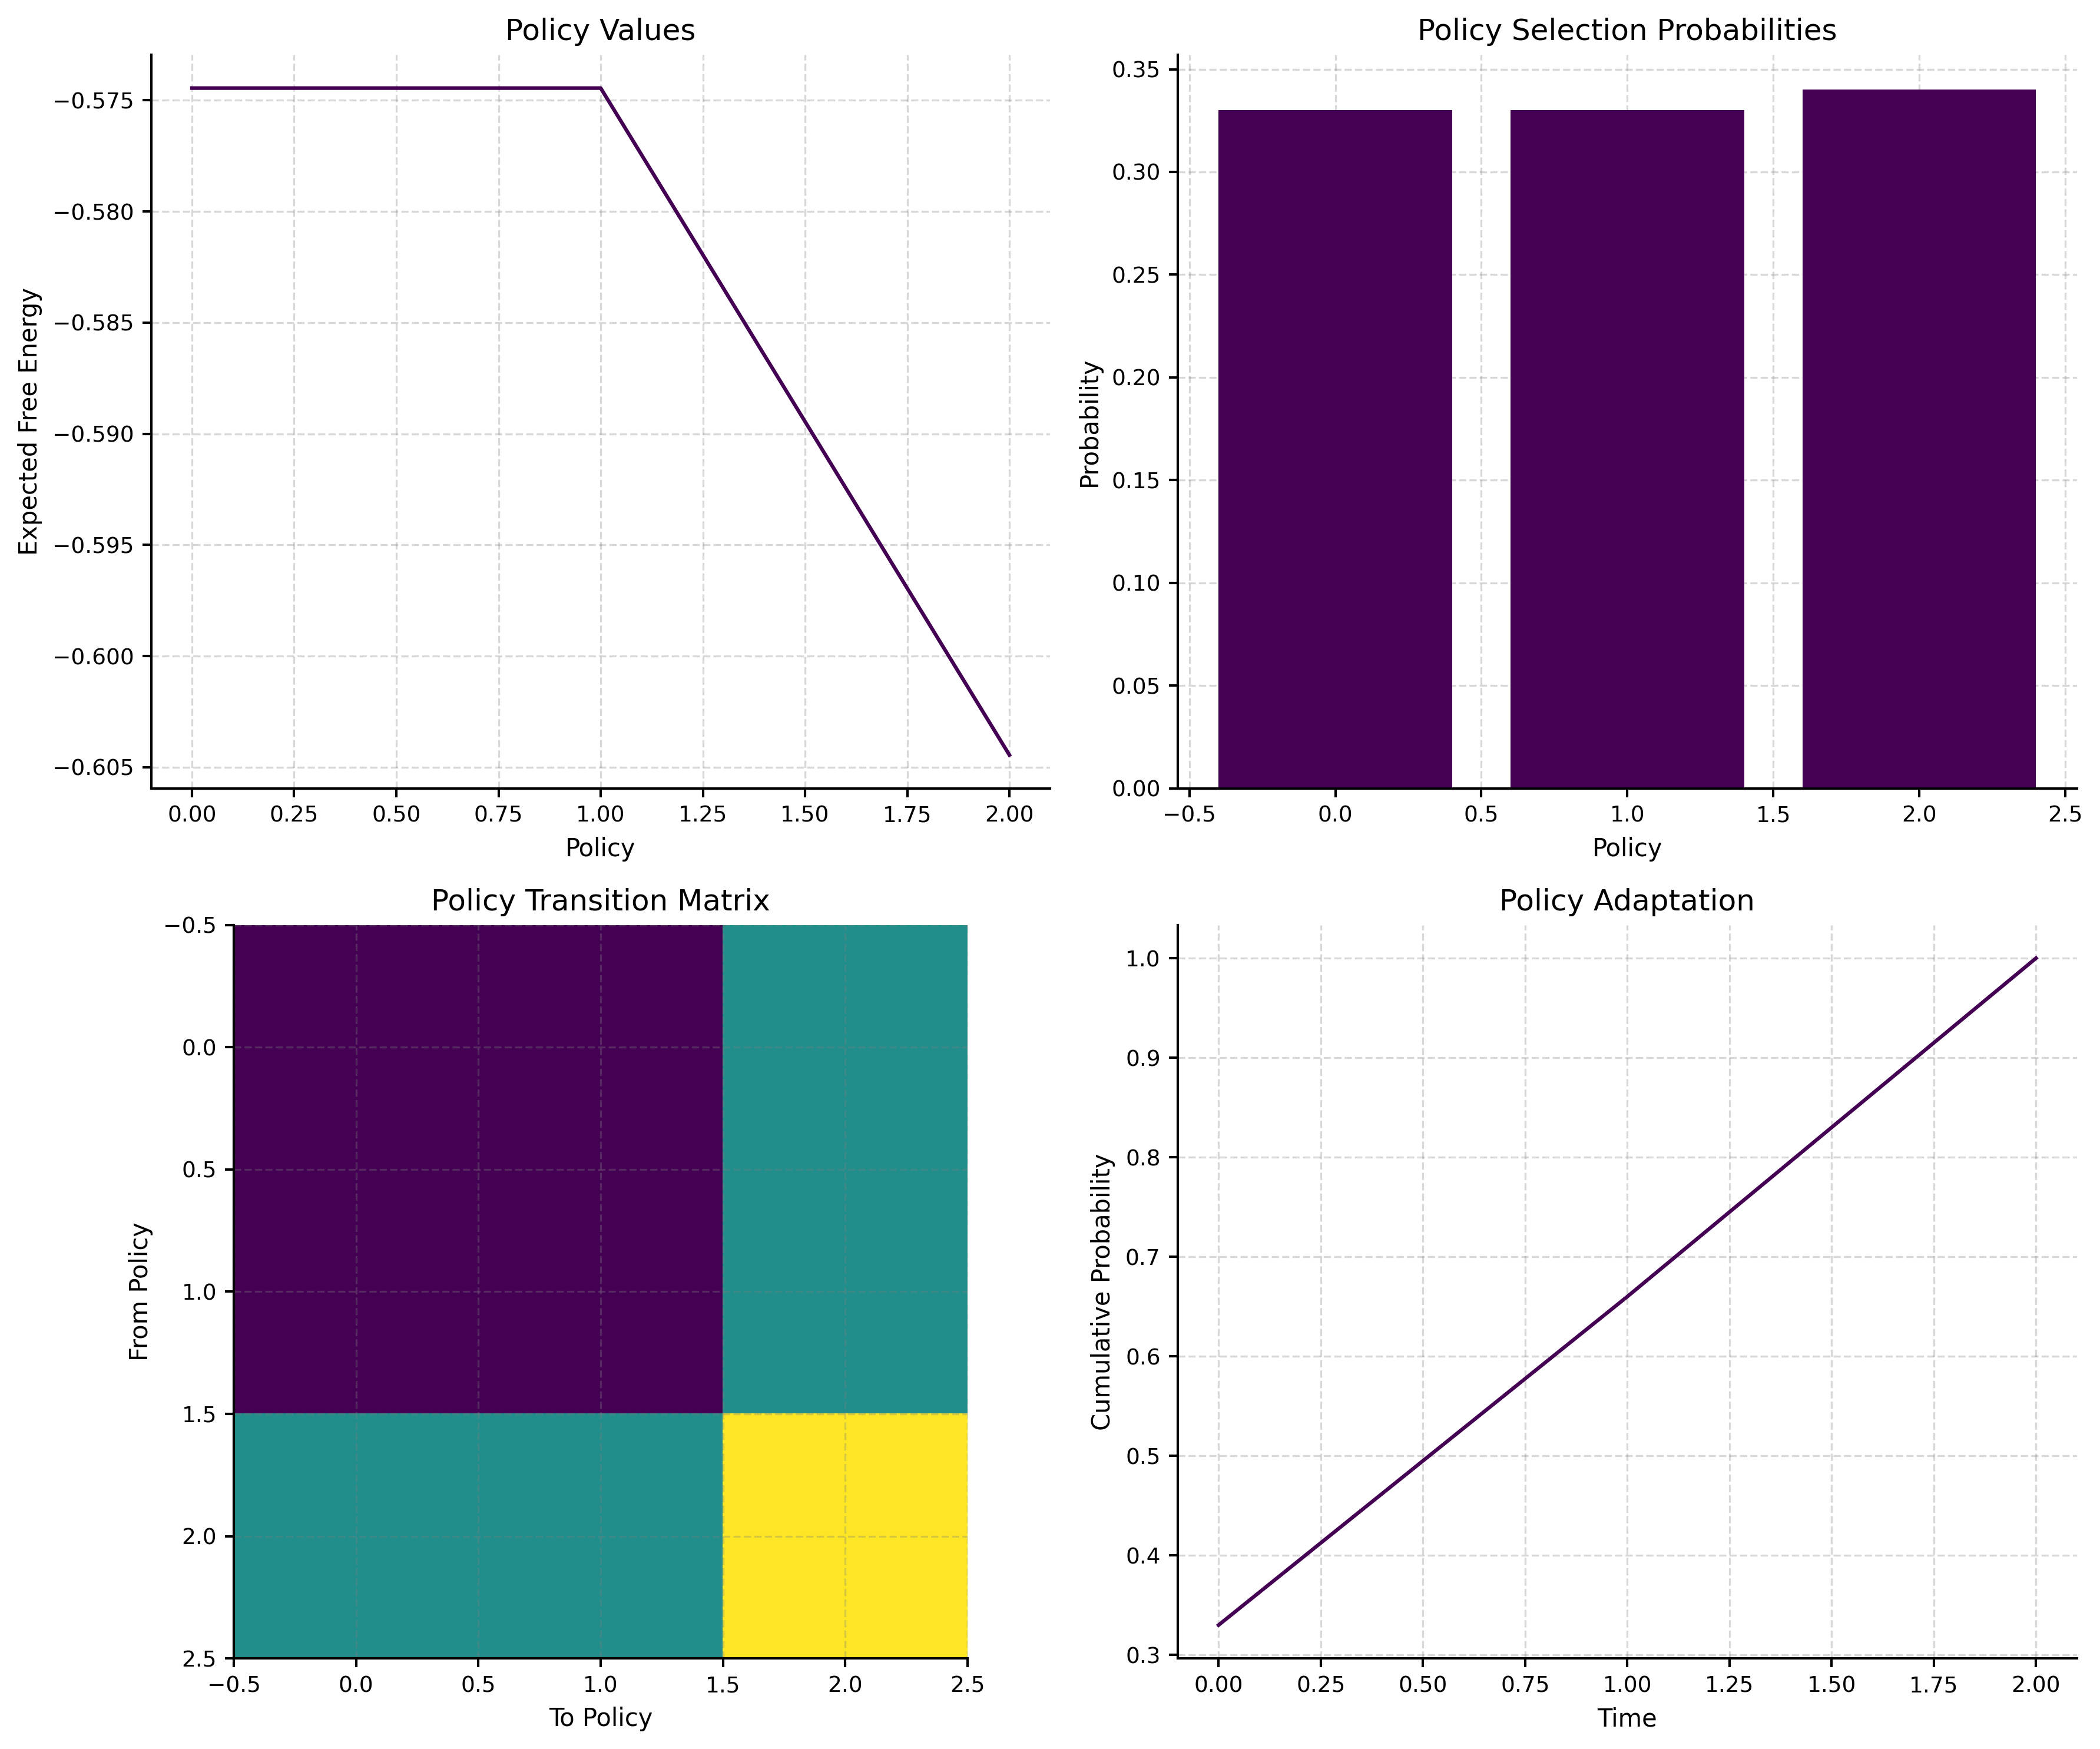 Policy Values
Expected Free Energy
−0.575
−0.580
−0.585
−0.590
−0.595
−0.600
−0.605
0.00 0.25 0.50 0.75 1.00 1.25 1.50 1.75 2.00
Policy
Policy Selection Probabilities
Probability
0.35
0.30
0.25
0.20
0.15
0.10
0.05
0.00
−0.5 0.0 0.5 1.0 1.5 2.0 2.5
Policy
Policy Transition Matrix
From Policy
−0.5
0.0
0.5
1.0
1.5
2.0
2.5
−0.5 0.0 0.5 1.0 1.5 2.0 2.5
To Policy
Policy Adaptation
Cumulative Probability
1.0
0.9
0.8
0.7
0.6
0.5
0.4
0.3
0.00 0.25 0.50 0.75 1.00 1.25 1.50 1.75 2.00
Time